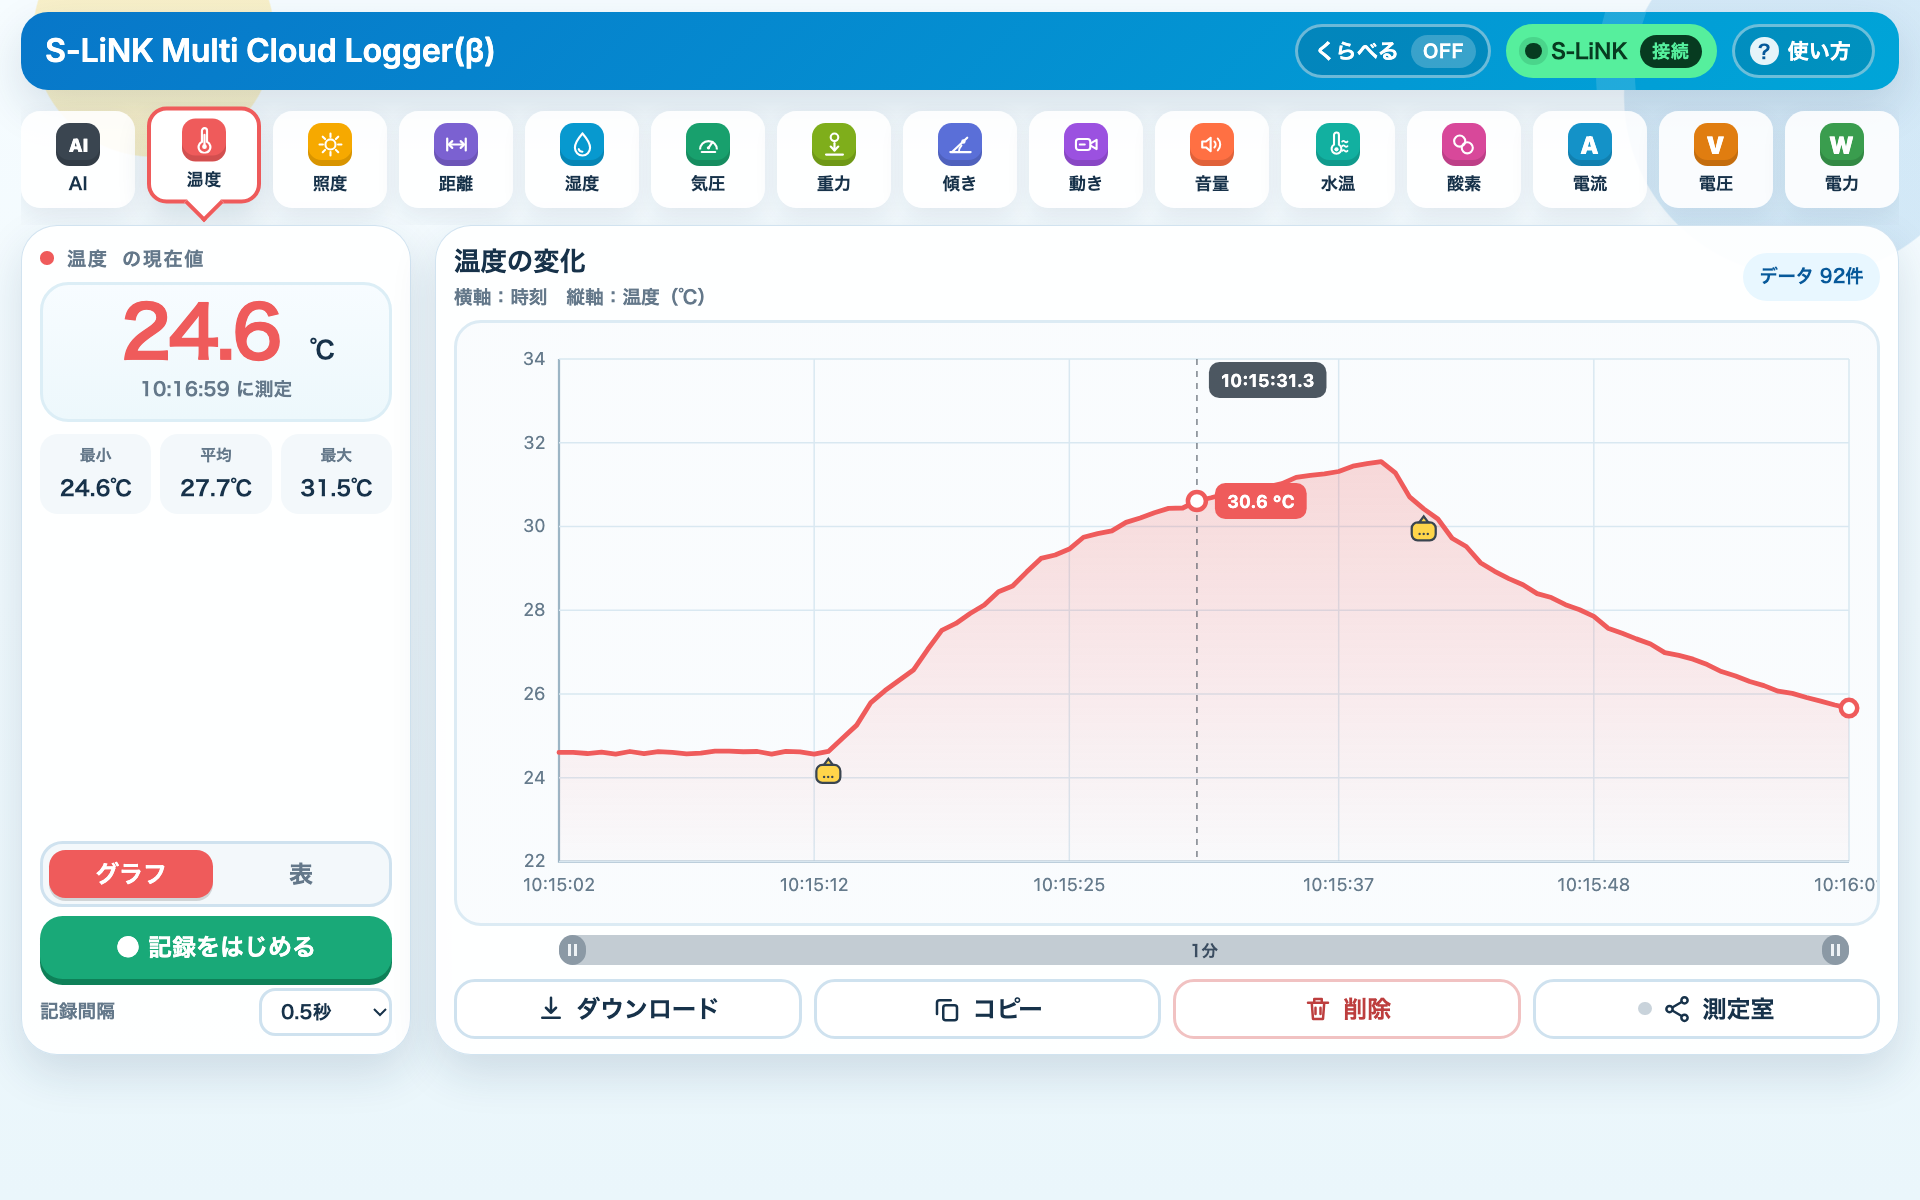 S-LiNK Multi Cloud Logger(β)
くらべる OFF
S-LiNK 接続
? 使い方
AI
AI
温度
照度
距離
湿度
気圧
重力
傾き
動き
音量
水温
酸素
A
電流
V
電圧
W
電力
温度 の現在値
24.6 ℃
10:16:59 に測定
最小
24.6℃
平均
27.7℃
最大
31.5℃
グラフ
表
記録をはじめる
記録間隔
0.5秒
温度の変化
横軸：時刻 縦軸：温度（℃）
データ 92件
34
32
30
28
26
24
22
10:15:31.3
30.6 ℃
10:15:02
10:15:12
10:15:25
10:15:37
10:15:48
10:16:0
1分
ダウンロード
コピー
削除
測定室